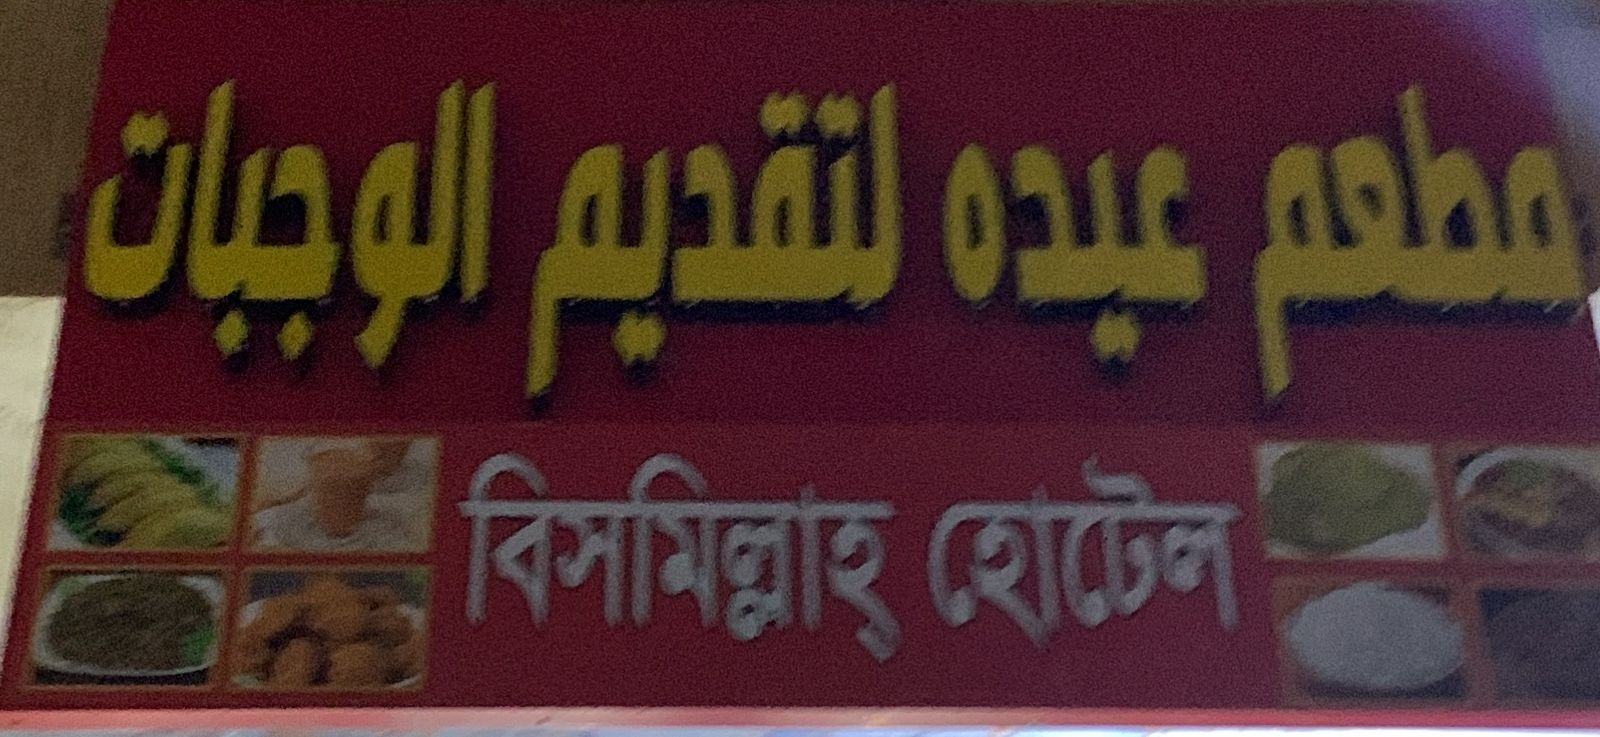 مطعم عيده لتقديم الوجبات
বিসমিল্লাহ্ হোটেল